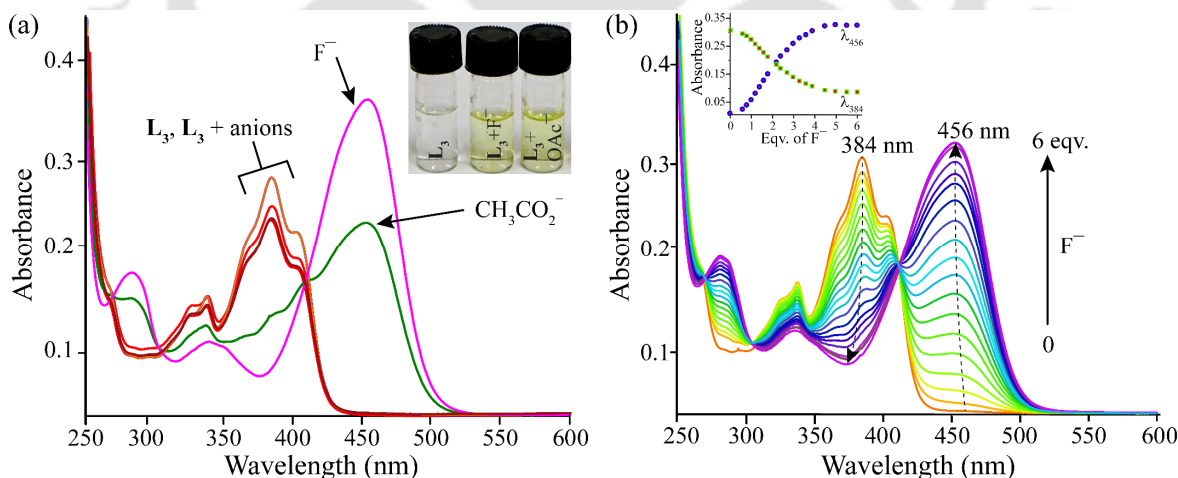 (a)
F⁻
L₃, L₃ + anions
CH₃CO₂⁻
L₃
L₃+F⁻
L₃+
OAc⁻
Absorbance
0.4
0.3
0.2
0.1
250 300 350 400 450 500 550 600
Wavelength (nm)
(b)
Absorbance
0.35
0.25
0.15
0.05
λ₄₅₆
λ₃₈₄
0 1 2 3 4 5 6
Eqv. of F⁻
384 nm
456 nm
6 eqv.
F⁻
0
Absorbance
0.4
0.3
0.2
0.1
250 300 350 400 450 500 550 600
Wavelength (nm)